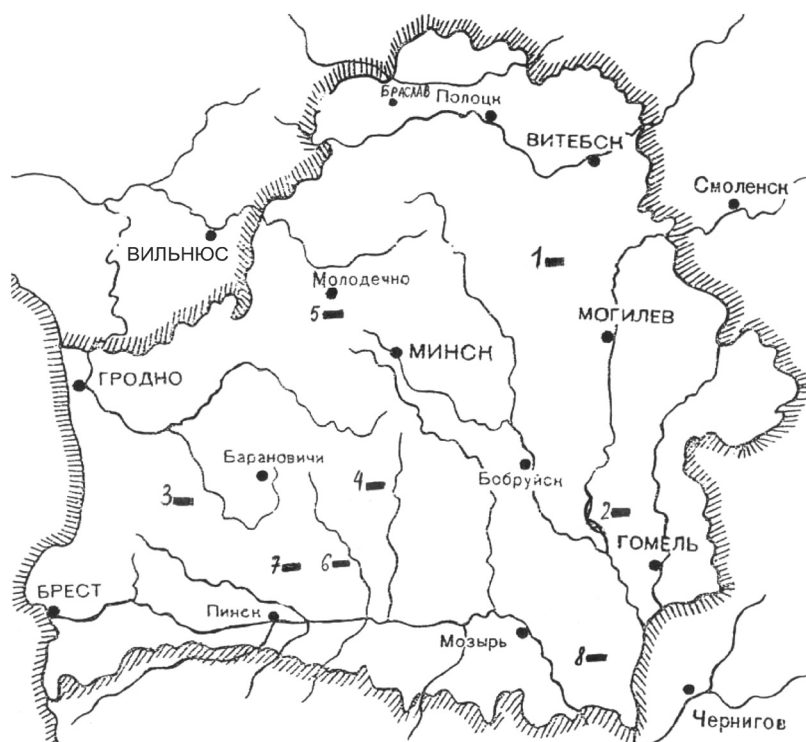 БРАСЛАВ
Полоцк
ВИТЕБСК
Смоленск
ВИЛЬНЮС
1
Молодечно
5
МОГИЛЕВ
МИНСК
ГРОДНО
Барановичи
4
Бобруйск
3
2
ГОМЕЛЬ
7
6
БРЕСТ
Пинск
Мозырь
8
Чернигов